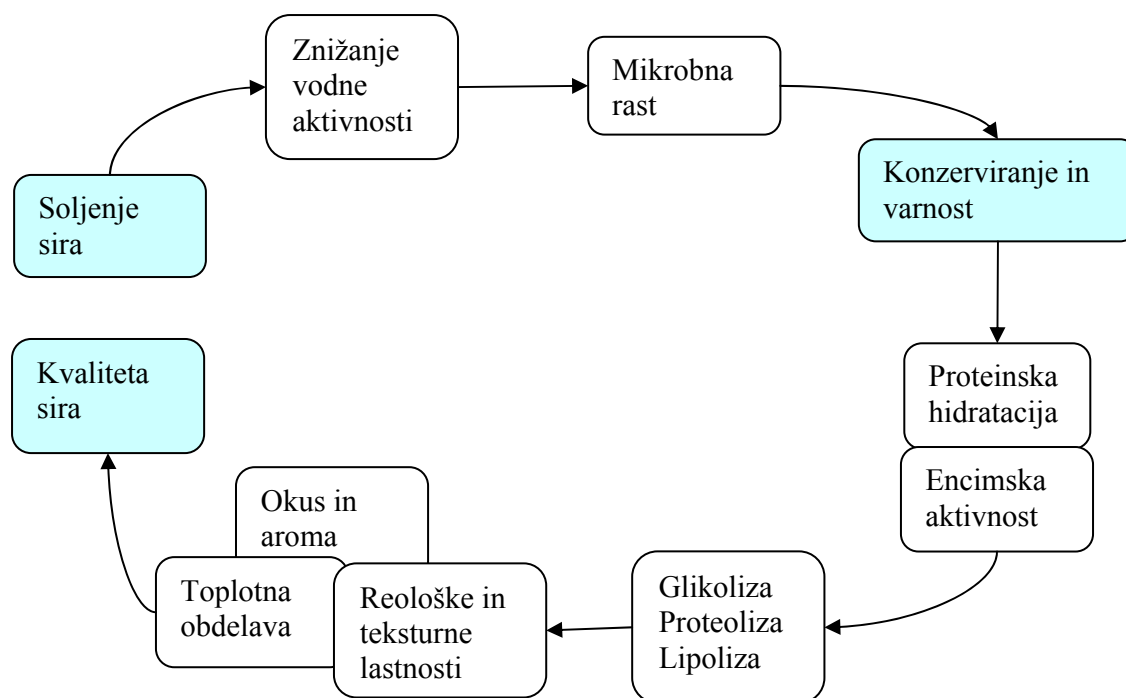 Soljenje
sira
Znižanje
vodne
aktivnosti
Mikrobna
rast
Konzerviranje in
varnost
Proteinska
hidratacija
Encimska
aktivnost
Glikoliza
Proteoliza
Lipoliza
Reološke in
teksturne
lastnosti
Okus in
aroma
Toplotna
obdelava
Kvaliteta
sira